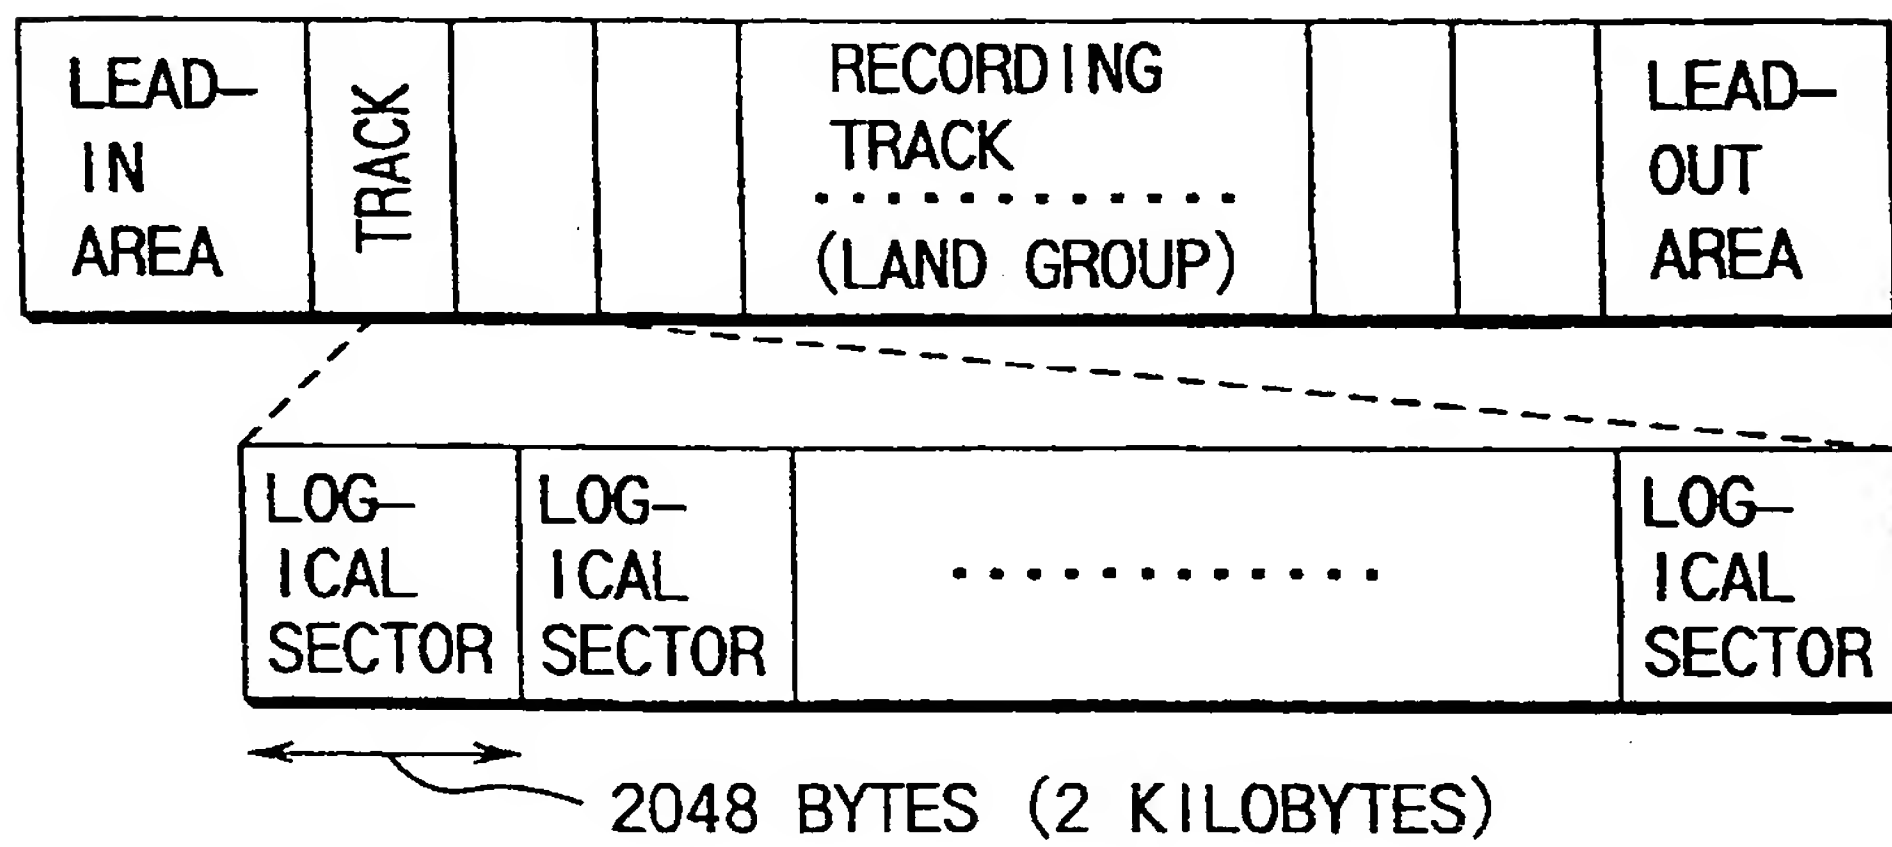 LEAD-
IN
AREA
TRACK
RECORDING
TRACK
............
(LAND GROUP)
LEAD-
OUT
AREA
LOG-
ICAL
SECTOR
LOG-
ICAL
SECTOR
............
LOG-
ICAL
SECTOR
2048 BYTES (2 KILOBYTES)